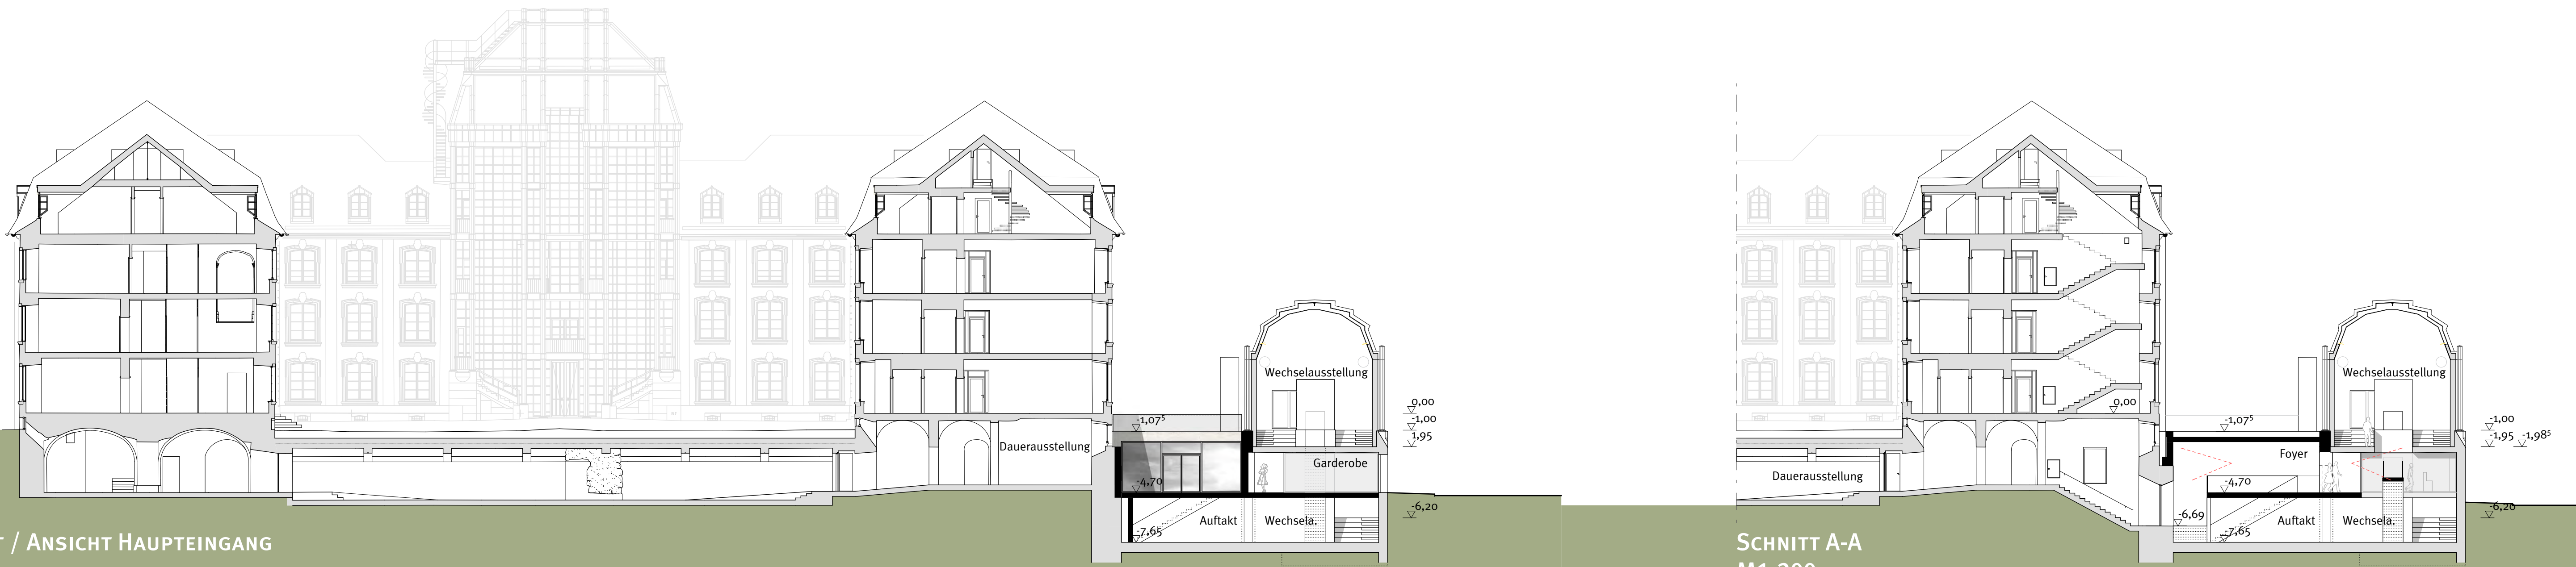 Wechselausstellung
0,00
-1,00
1,95
-1,07⁵
Dauerausstellung
Garderobe
-4,70
-6,20
Auftakt
Wechsela.
-7,65
/ ANSICHT HAUPTEINGANG
Wechselausstellung
0,00
-1,07⁵
-1,00
-1,95
-1,98⁵
Foyer
Dauerausstellung
-4,70
-6,20
-6,69
Auftakt
Wechsela.
-7,65
SCHNITT A-A